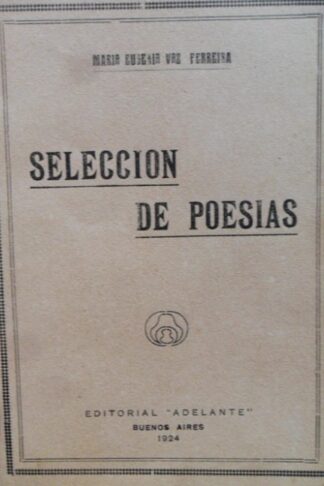 MARIA EUGENIA VAZ FERREIRA
SELECCION
DE POESIAS
EDITORIAL "ADELANTE"
BUENOS AIRES
1924